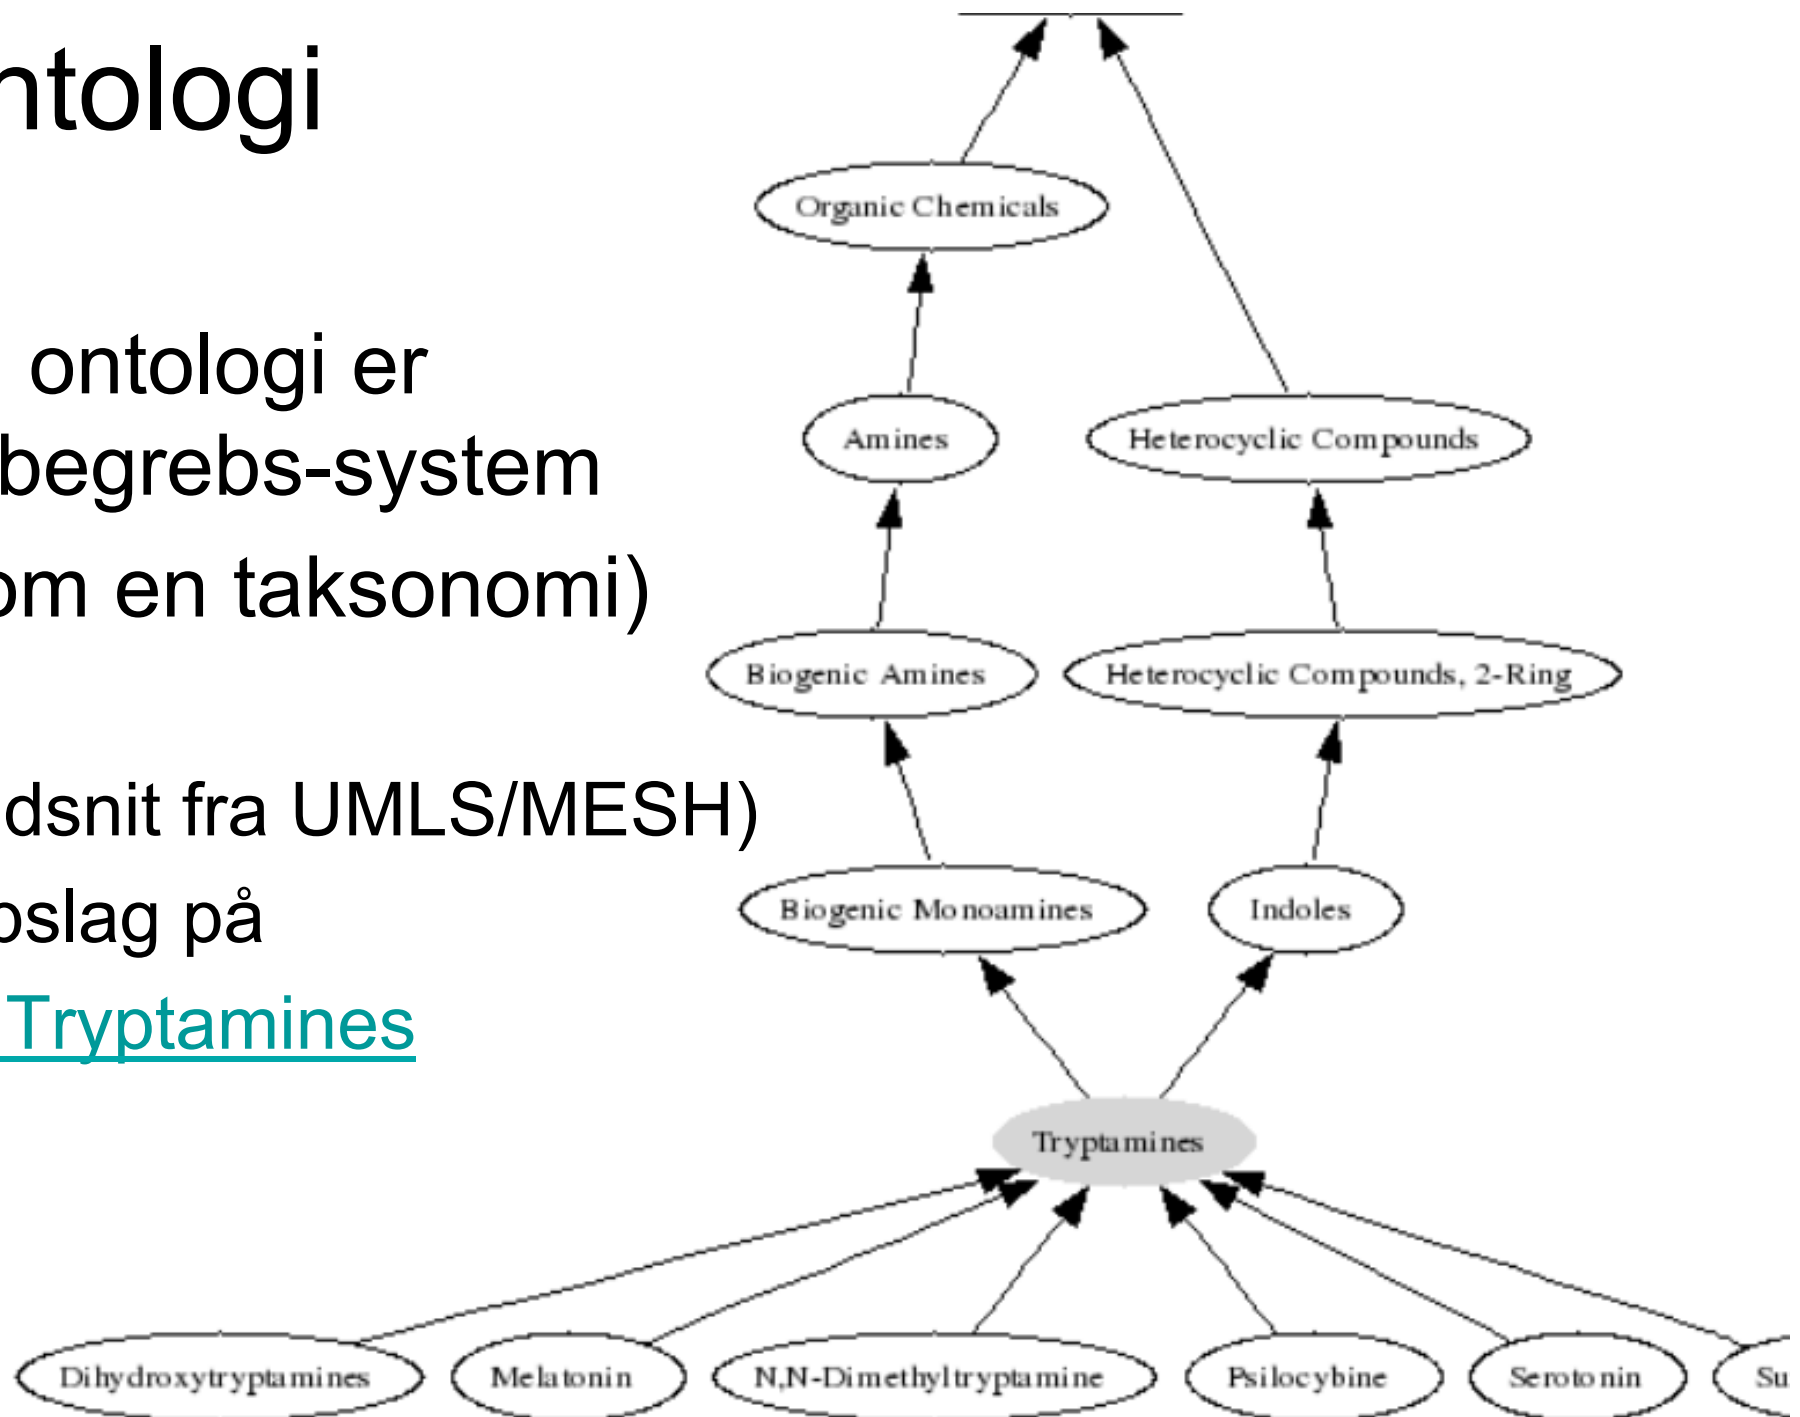 ntologi
ontologi er
begrebs-system
om en taksonomi)
dsnit fra UMLS/MESH)
oslag på
Tryptamines
Organic Chemicals
Amines
Heterocyclic Compounds
Biogenic Amines
Heterocyclic Compounds, 2-Ring
Biogenic Monoamines
Indoles
Tryptamines
Dihydroxytryptamines
Melatonin
N,N-Dimethyltryptamine
Psilocybine
Serotonin
Su